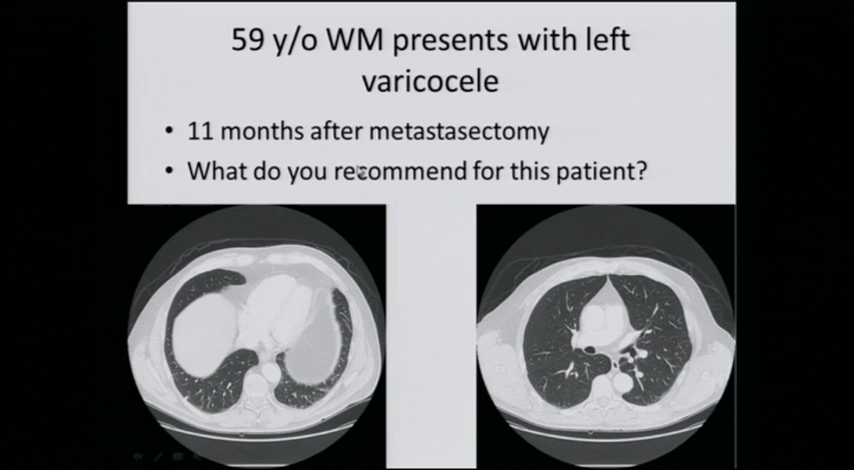 59 y/o WM presents with left
varicocele
• 11 months after metastasectomy
• What do you recommend for this patient?